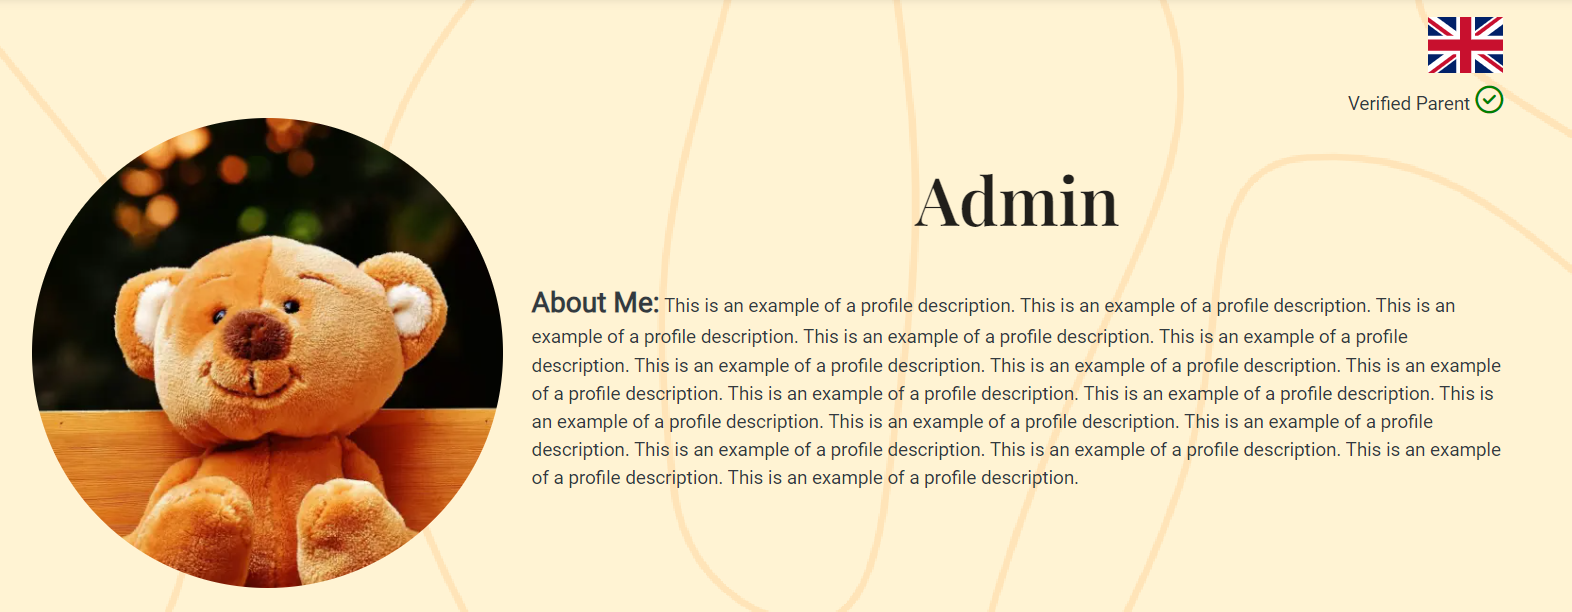 Verified Parent
Admin
About Me: This is an example of a profile description. This is an example of a profile description. This is an
example of a profile description. This is an example of a profile description. This is an example of a profile
description. This is an example of a profile description. This is an example of a profile description. This is an example
of a profile description. This is an example of a profile description. This is an example of a profile description. This is
an example of a profile description. This is an example of a profile description. This is an example of a profile
description. This is an example of a profile description. This is an example of a profile description. This is an example
of a profile description. This is an example of a profile description.